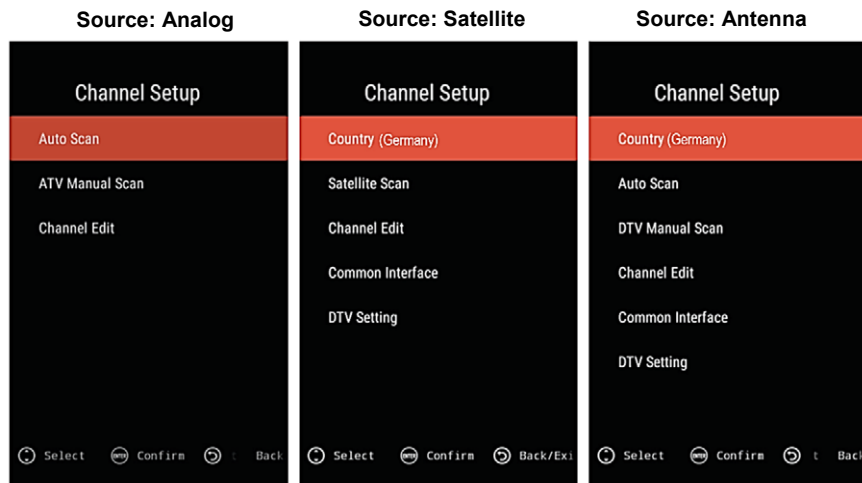 Source: Analog
Channel Setup
Auto Scan
ATV Manual Scan
Channel Edit
Select Confirm Back
Source: Satellite
Channel Setup
Country (Germany)
Satellite Scan
Channel Edit
Common Interface
DTV Setting
Select ENTER Confirm Back/Exi
Source: Antenna
Channel Setup
Country (Germany)
Auto Scan
DTV Manual Scan
Channel Edit
Common Interface
DTV Setting
Select Confirm t Back